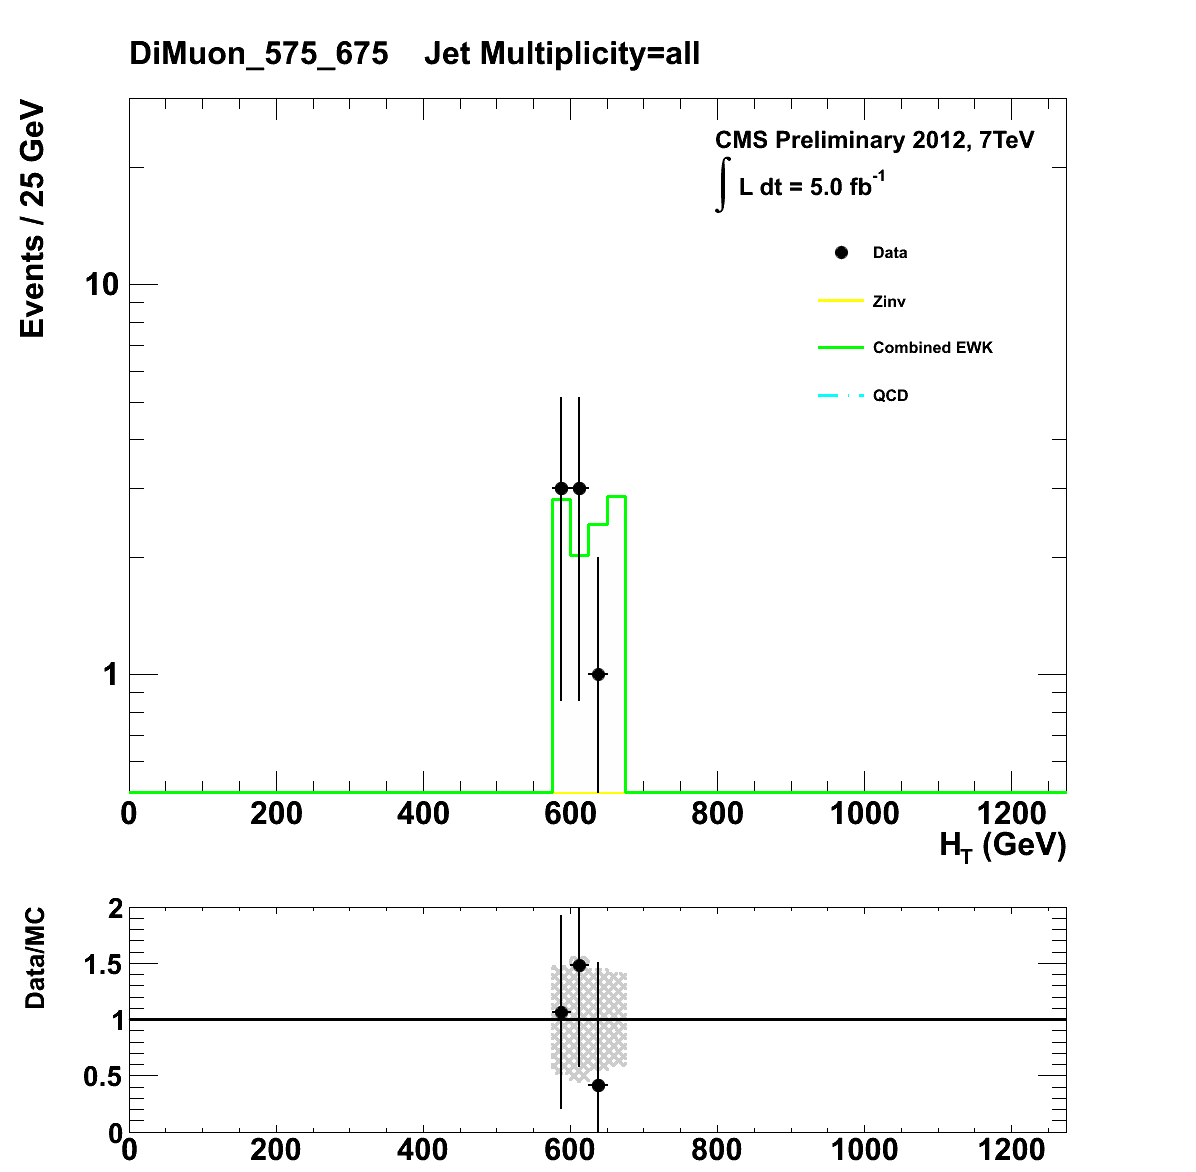 DiMuon_575_675 Jet Multiplicity=all
Events / 25 GeV
CMS Preliminary 2012, 7TeV
∫ L dt = 5.0 fb⁻¹
Data
Zinv
Combined EWK
QCD
10
1
0 200 400 600 800 1000 1200
H_T (GeV)
Data/MC
2
1.5
1
0.5
0
0 200 400 600 800 1000 1200